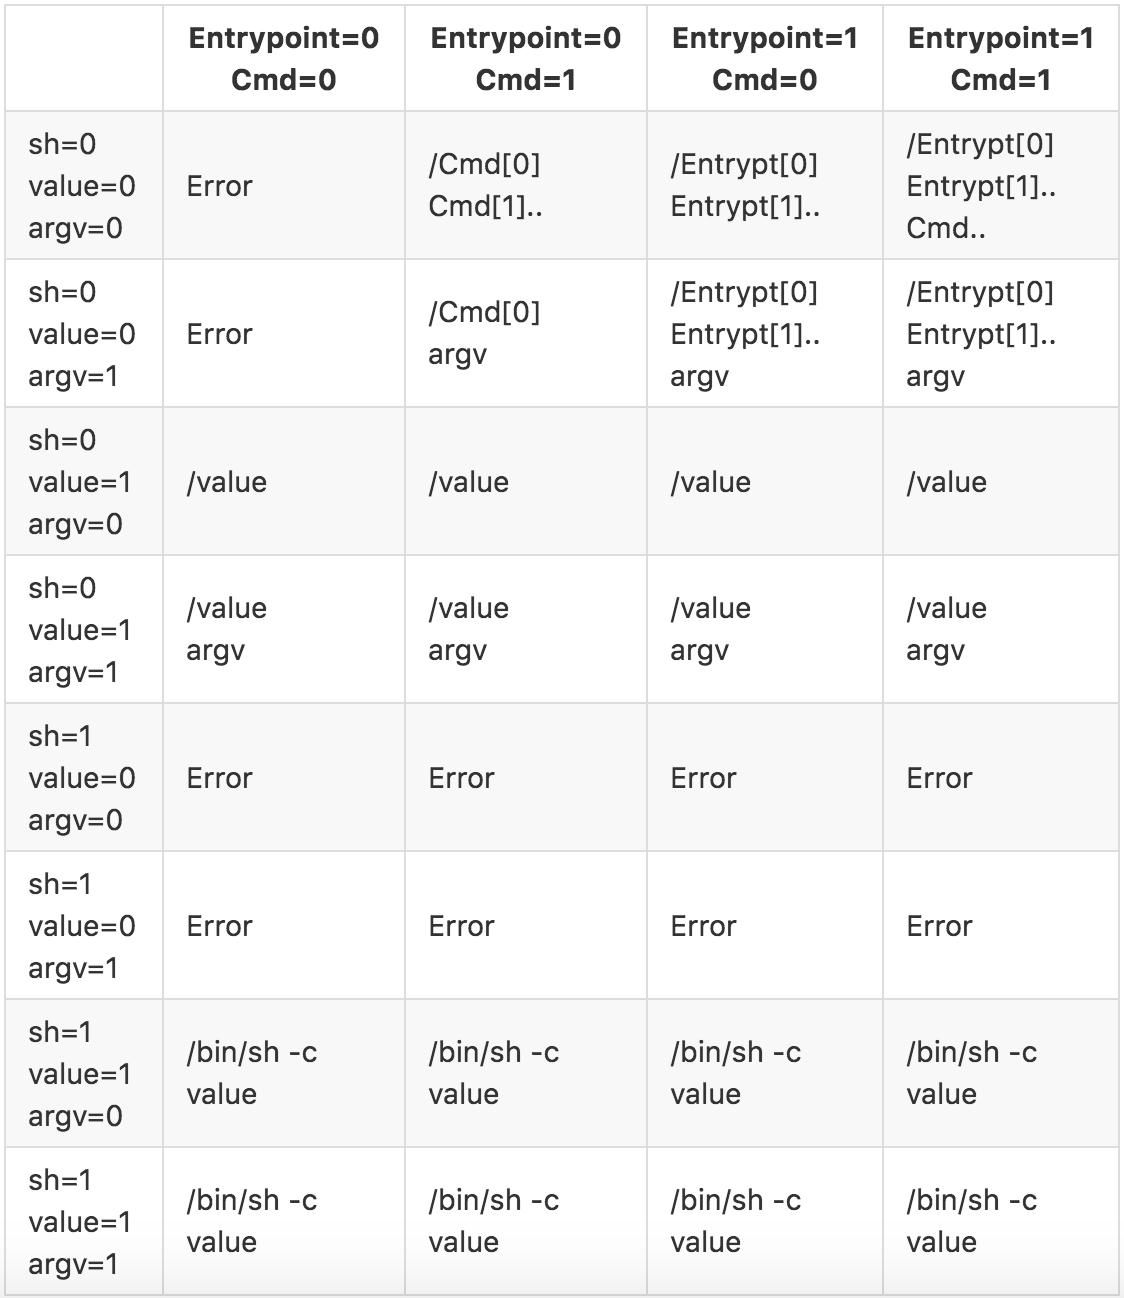 Entrypoint=0 Cmd=0
Entrypoint=0 Cmd=1
Entrypoint=1 Cmd=0
Entrypoint=1 Cmd=1
sh=0
value=0
argv=0
Error
/Cmd[0]
Cmd[1]..
/Entrypt[0]
Entrypt[1]..
/Entrypt[0]
Entrypt[1]..
Cmd..
sh=0
value=0
argv=1
Error
/Cmd[0]
argv
/Entrypt[0]
Entrypt[1]..
argv
/Entrypt[0]
Entrypt[1]..
argv
sh=0
value=1
argv=0
/value
/value
/value
/value
sh=0
value=1
argv=1
/value
argv
/value
argv
/value
argv
/value
argv
sh=1
value=0
argv=0
Error
Error
Error
Error
sh=1
value=0
argv=1
Error
Error
Error
Error
sh=1
value=1
argv=0
/bin/sh -c
value
/bin/sh -c
value
/bin/sh -c
value
/bin/sh -c
value
sh=1
value=1
argv=1
/bin/sh -c
value
/bin/sh -c
value
/bin/sh -c
value
/bin/sh -c
value